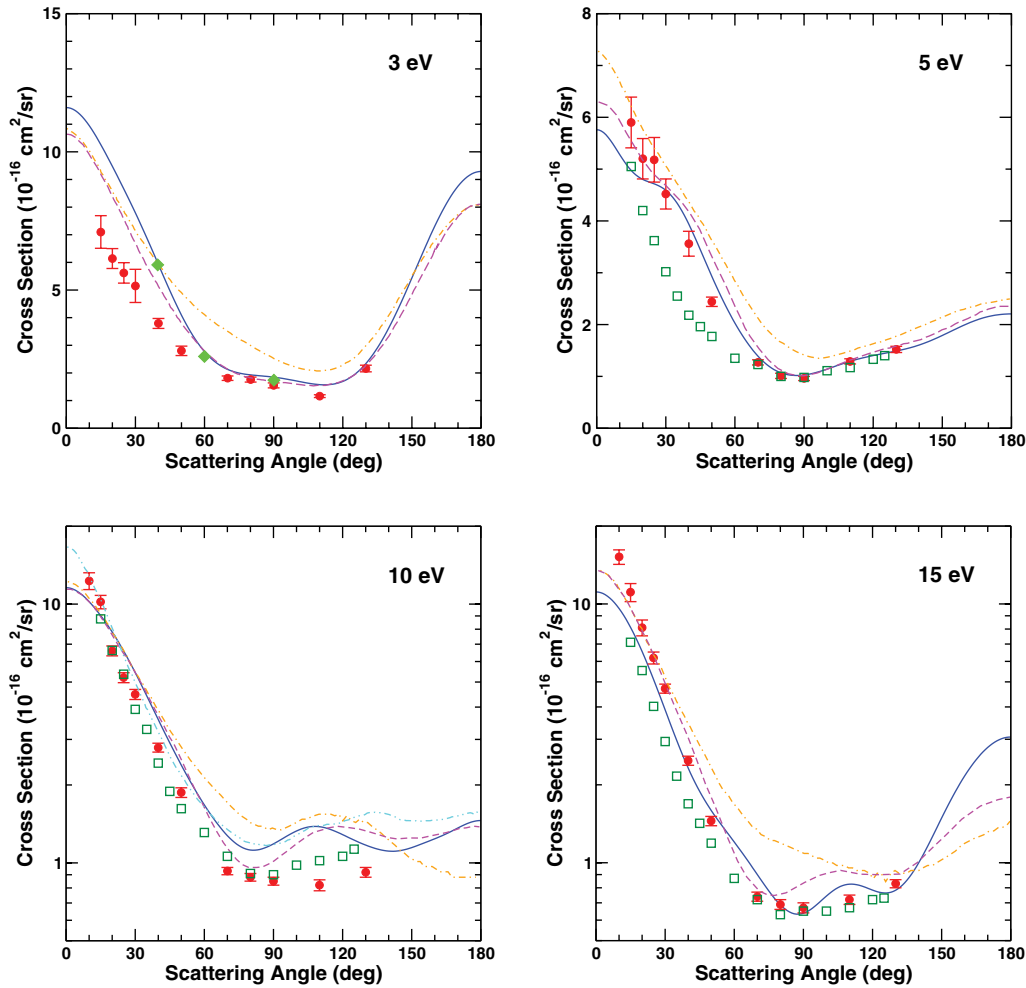 3 eV
Cross Section (10⁻¹⁶ cm²/sr)
15
10
5
0
0 30 60 90 120 150 180
Scattering Angle (deg)
5 eV
Cross Section (10⁻¹⁶ cm²/sr)
8
6
4
2
0
0 30 60 90 120 150 180
Scattering Angle (deg)
10 eV
Cross Section (10⁻¹⁶ cm²/sr)
10
1
0 30 60 90 120 150 180
Scattering Angle (deg)
15 eV
Cross Section (10⁻¹⁶ cm²/sr)
10
1
0 30 60 90 120 150 180
Scattering Angle (deg)